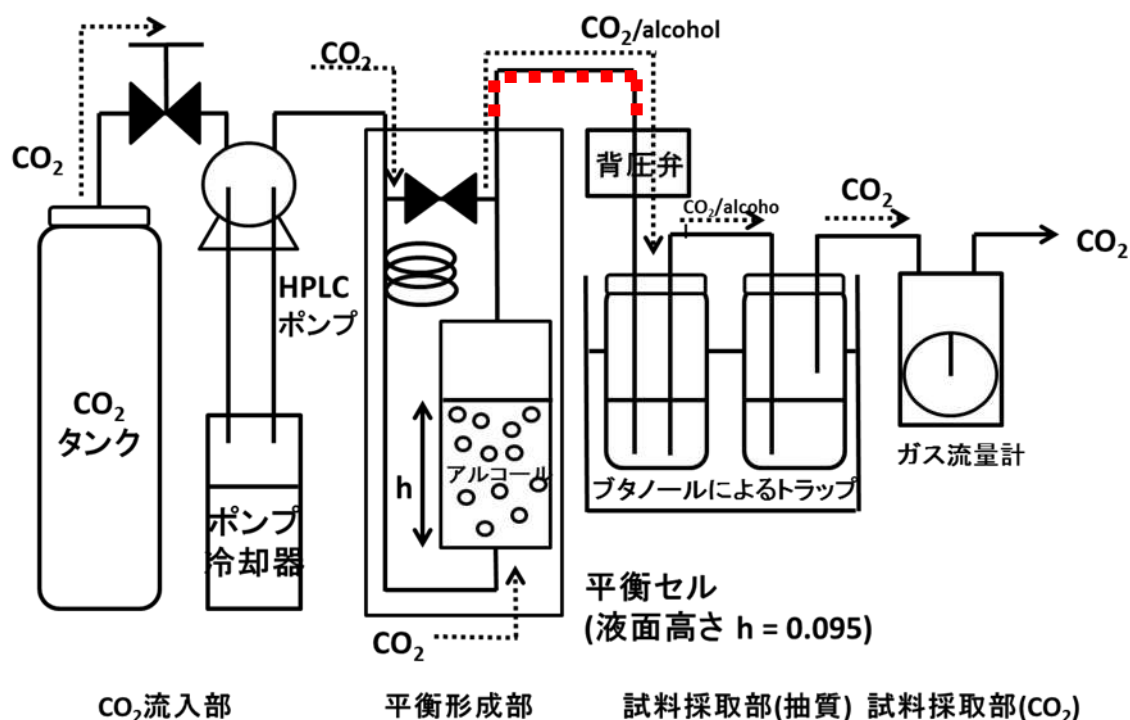 CO₂
CO₂/alcohol
CO₂
背圧弁
CO₂/alcoho
l
CO₂
CO₂
HPLC
ポンプ
CO₂
タンク
アルコール
h
ポンプ
冷却器
ブタノールによるトラップ
ガス流量計
平衡セル
(液面高さ h = 0.095)
CO₂
CO₂流入部
平衡形成部
試料採取部(抽質)
試料採取部(CO₂)